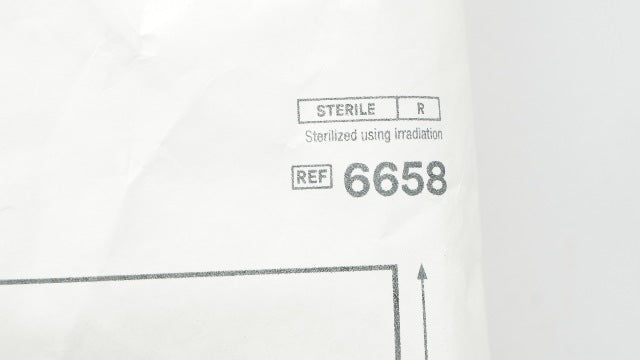 STERILE R
Sterilized using irradiation
REF 6658